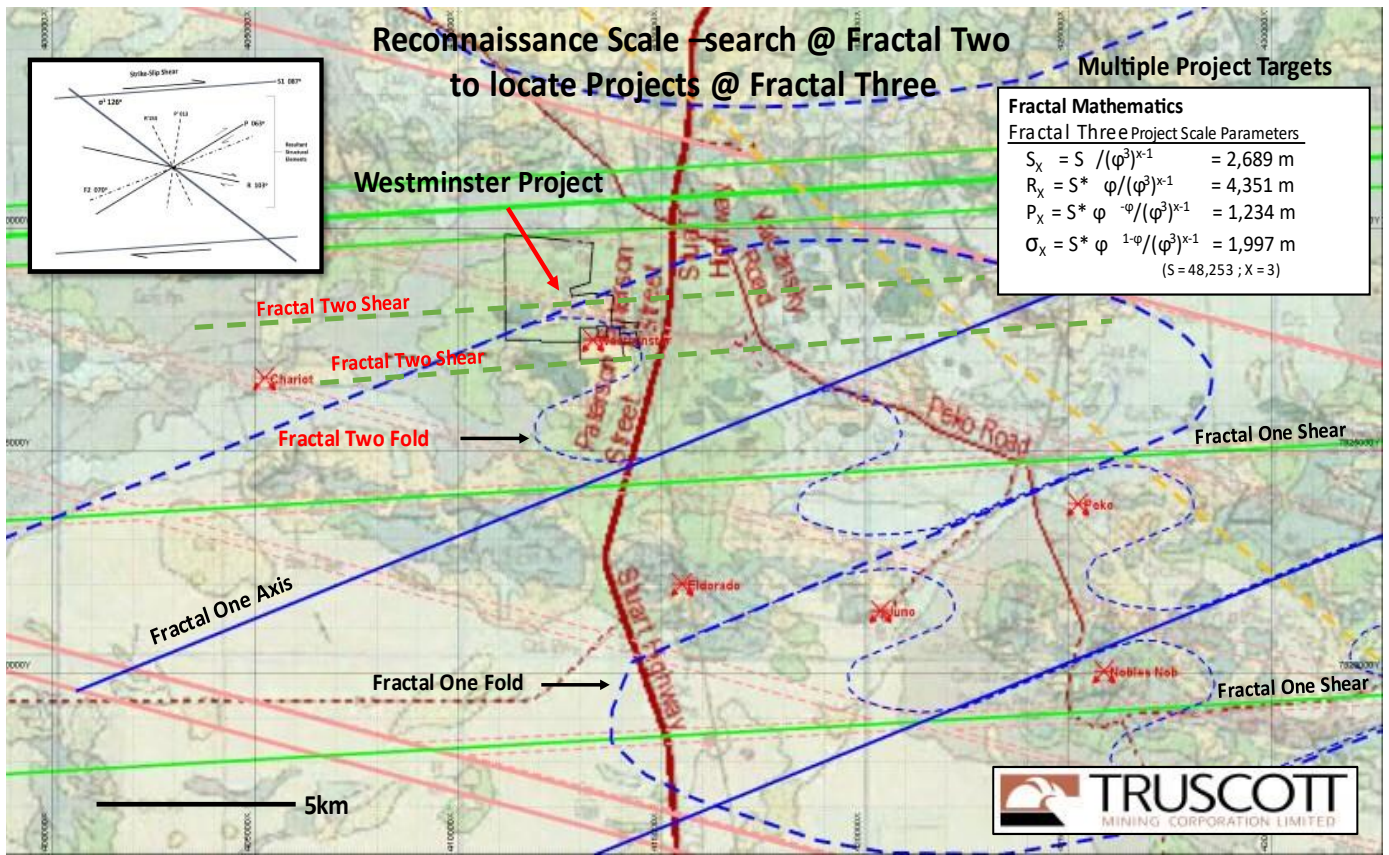 Reconnaissance Scale –search @ Fractal Two
to locate Projects @ Fractal Three
Multiple Project Targets
Strike-Slip Shear
S1 087°
σ¹ 126°
P 063°
Resultant
Structural
Elements
F2 070°
R 103°
Fractal Mathematics
Fractal Three Project Scale Parameters
Sx = S /(φ³)ˣ⁻¹ = 2,689 m
Rx = S* φ/(φ³)ˣ⁻¹ = 4,351 m
Px = S* φ ⁻ᵠ/(φ³)ˣ⁻¹ = 1,234 m
σx = S* φ ¹⁻ᵠ/(φ³)ˣ⁻¹ = 1,997 m
(S = 48,253 ; X = 3)
Westminster Project
Fractal Two Shear
Fractal Two Shear
Chariot
Westminster
Paterson
Street
Stuart
Highway
Road
Fractal Two Fold
Peko Road
Fractal One Shear
Peko
Eldorado
Juno
Fractal One Axis
Stuart Highway
Nobles Nob
Fractal One Fold
Fractal One Shear
5km
TRUSCOTT
MINING CORPORATION LIMITED